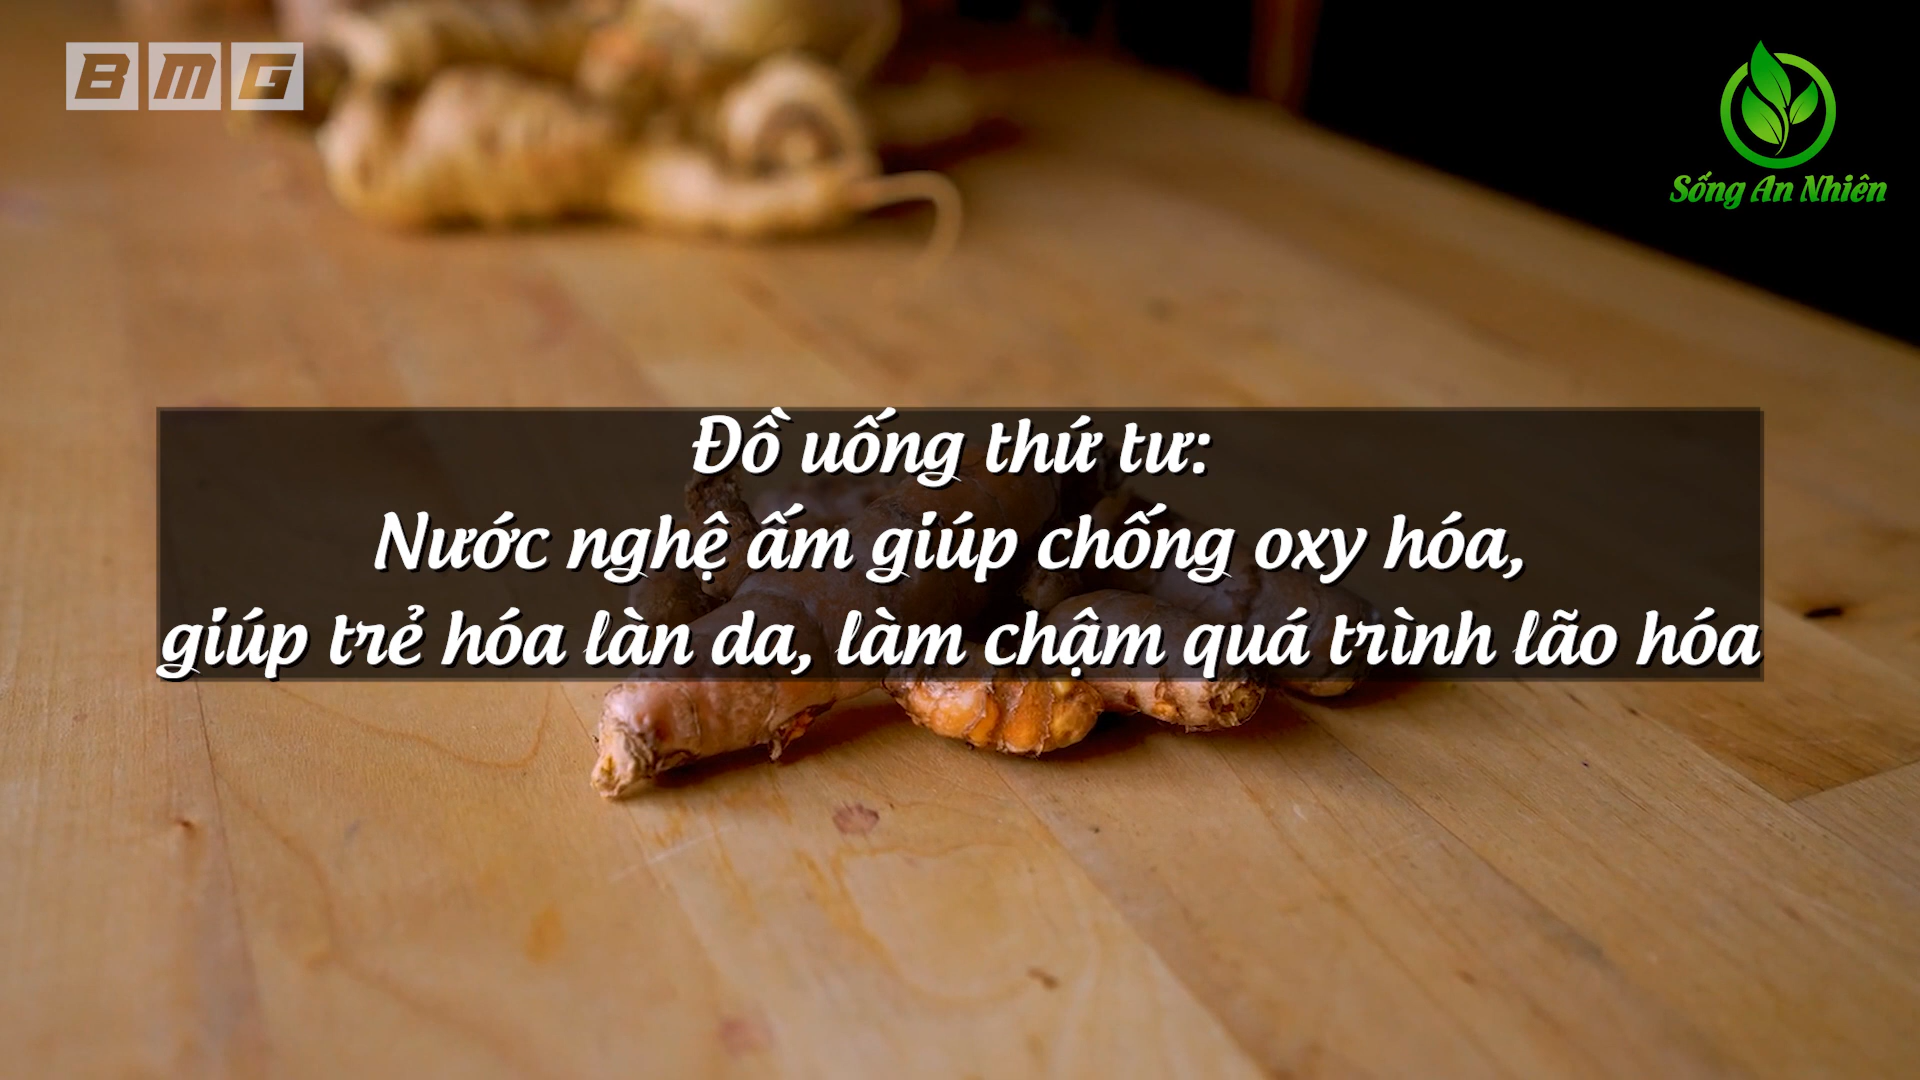 BMG
Sống An Nhiên
Đồ uống thứ tư:
Nước nghệ ấm giúp chống oxy hóa,
giúp trẻ hóa làn da, làm chậm quá trình lão hóa